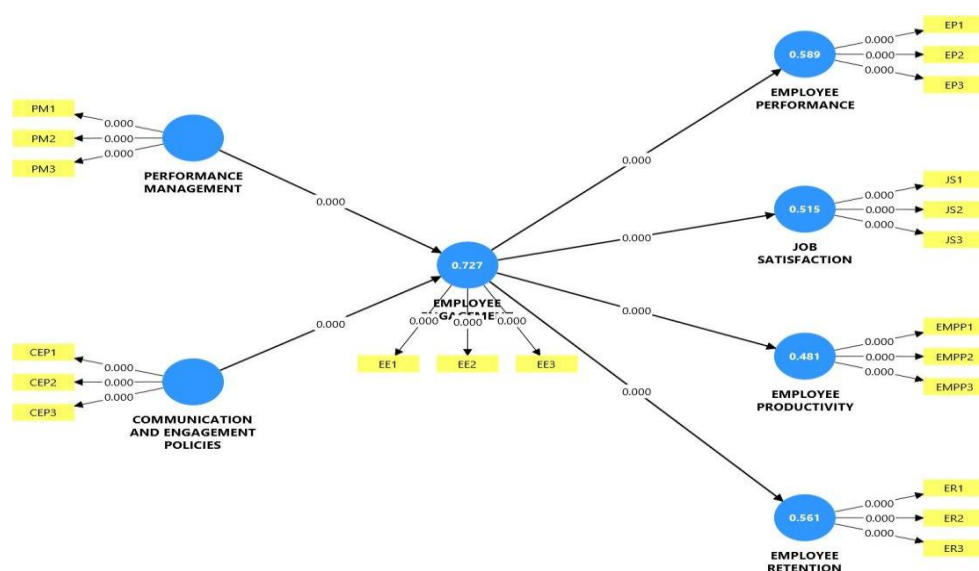 EP1
0.000
0.589
0.000
EP2
0.000
EP3
EMPLOYEE
PERFORMANCE
PM1
0.000
PM2
0.000
0.000
PM3
PERFORMANCE
MANAGEMENT
0.000
0.000
JS1
0.000
0.515
0.000
JS2
0.000
JS3
JOB
SATISFACTION
0.000
0.727
EMPLOYEE
0.000
0.000
0.000
EE1
EE2
EE3
0.000
0.000
EMPP1
0.000
0.481
0.000
EMPP2
0.000
EMPP3
EMPLOYEE
PRODUCTIVITY
0.000
CEP1
0.000
CEP2
0.000
0.000
CEP3
COMMUNICATION
AND ENGAGEMENT
POLICIES
0.000
ER1
0.000
0.561
0.000
ER2
0.000
ER3
EMPLOYEE
RETENTION